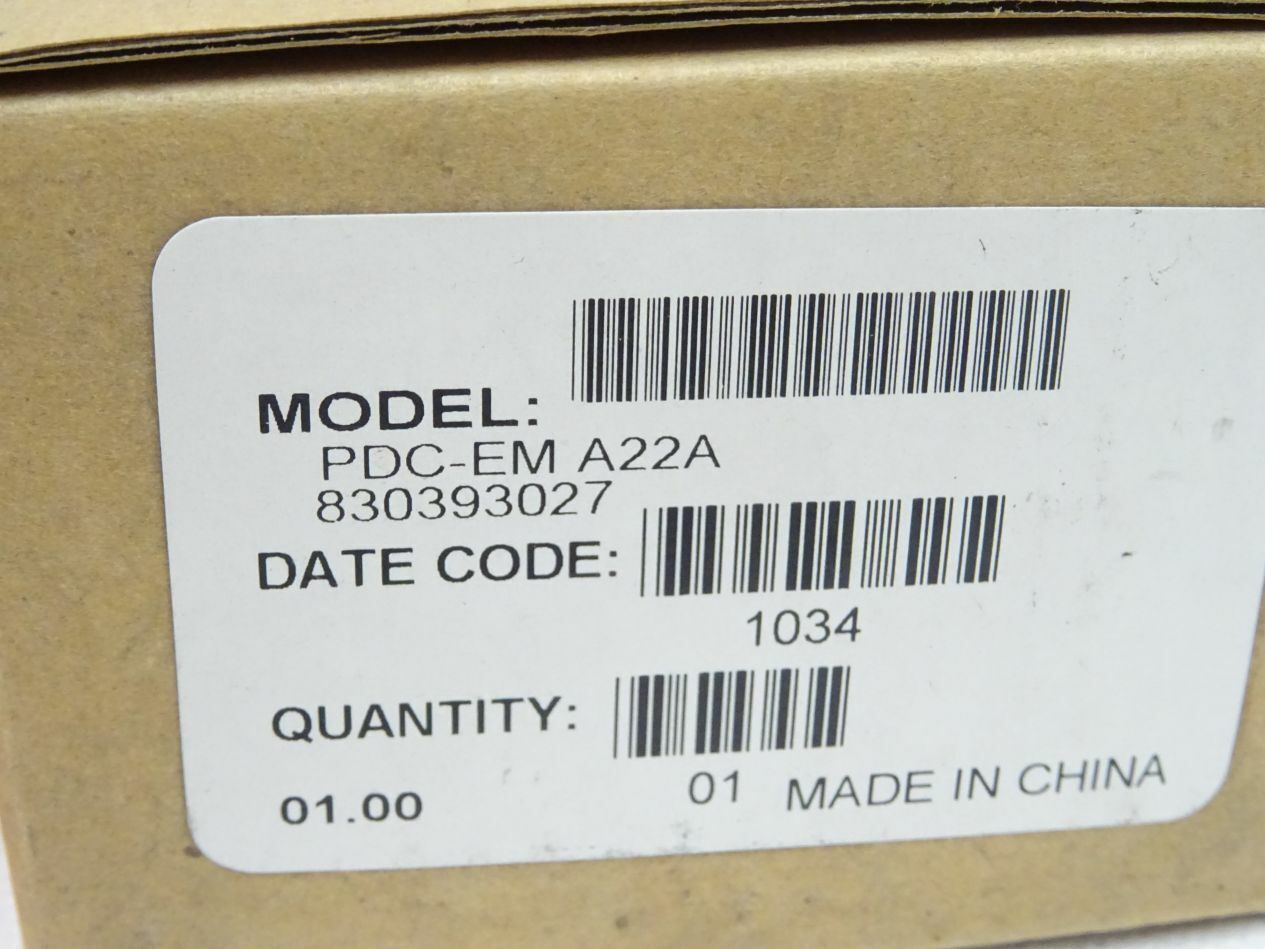 MODEL:
PDC-EM A22A
830393027
DATE CODE:
1034
QUANTITY:
01 MADE IN CHINA
01.00